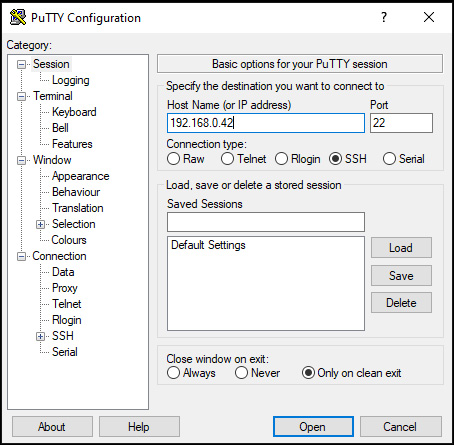 PuTTY Configuration
?
Category:
Session
Logging
Terminal
Keyboard
Bell
Features
Window
Appearance
Behaviour
Translation
Selection
Colours
Connection
Data
Proxy
Telnet
Rlogin
SSH
Serial
Basic options for your PuTTY session
Specify the destination you want to connect to
Host Name (or IP address) Port
192.168.0.42 22
Connection type:
Raw Telnet Rlogin SSH Serial
Load, save or delete a stored session
Saved Sessions
Default Settings
Load
Save
Delete
Close window on exit:
Always Never Only on clean exit
About Help Open Cancel